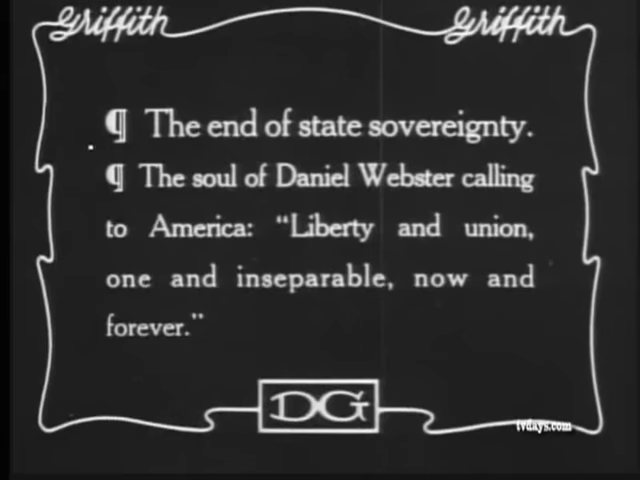 Griffith Griffith
¶ The end of state sovereignty.
¶ The soul of Daniel Webster calling
to America: "Liberty and union,
one and inseparable, now and
forever."
DG
tvdays.com